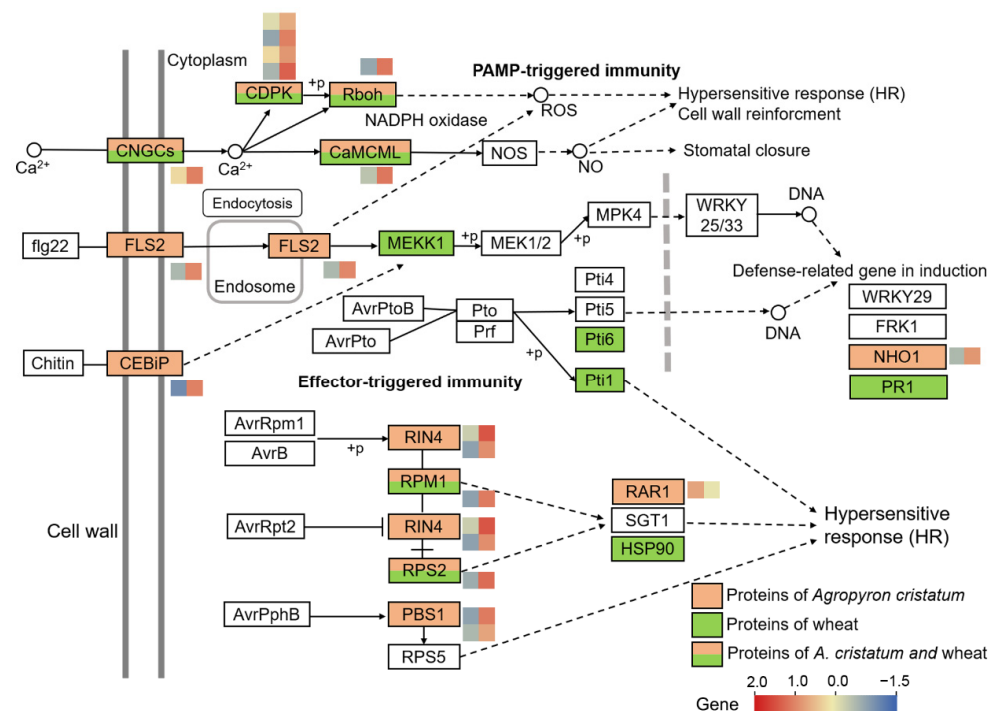 Cytoplasm
PAMP-triggered immunity
CDPK
+p
Rboh
NADPH oxidase
ROS
Hypersensitive response (HR)
Cell wall reinforcment
Ca2+
CNGCs
Ca2+
CaMCML
NOS
NO
Stomatal closure
Endocytosis
flg22
FLS2
FLS2
Endosome
MEKK1
+p
MEK1/2
+p
MPK4
WRKY
25/33
DNA
Defense-related gene in induction
WRKY29
FRK1
NHO1
PR1
AvrPtoB
AvrPto
Pto
Prf
+p
Pti4
Pti5
Pti6
Pti1
DNA
Chitin
CEBiP
Effector-triggered immunity
AvrRpm1
AvrB
+p
RIN4
RPM1
AvrRpt2
RIN4
RPS2
RAR1
SGT1
HSP90
Hypersensitive
response (HR)
Cell wall
AvrPphB
PBS1
RPS5
Proteins of Agropyron cristatum
Proteins of wheat
Proteins of A. cristatum and wheat
2.0 1.0 0.0 −1.5
Gene